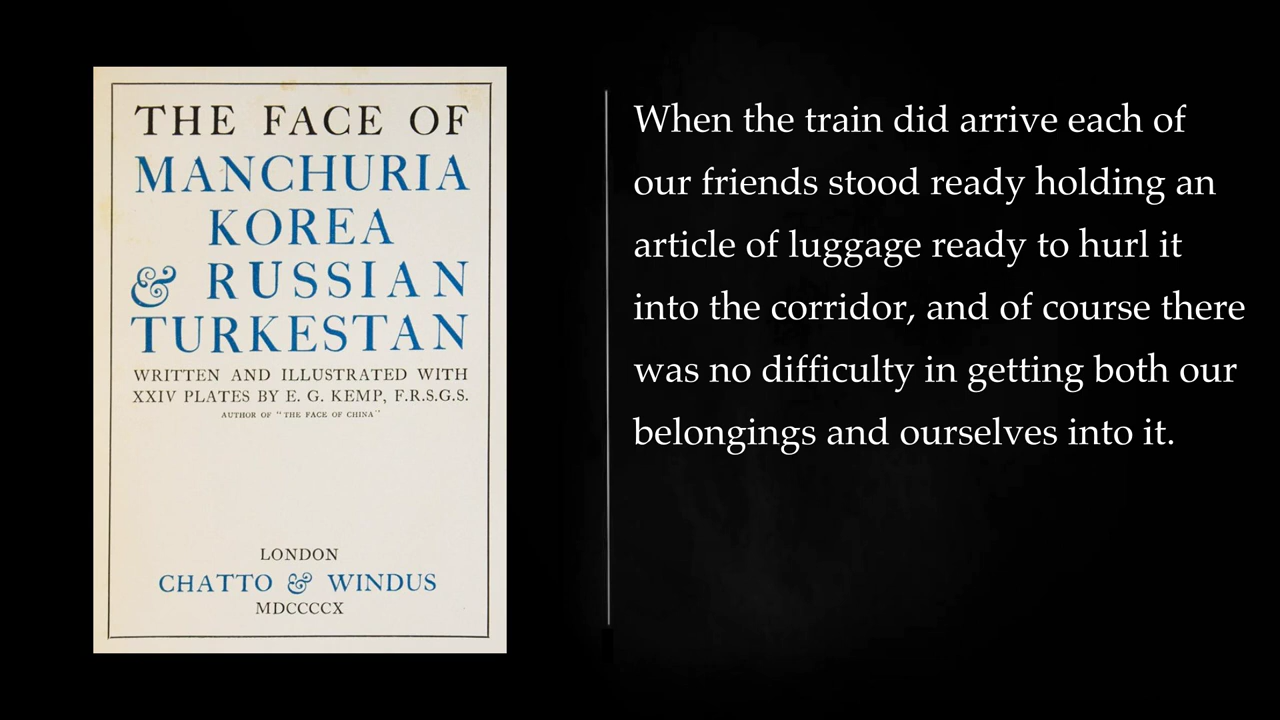 THE FACE OF
MANCHURIA
KOREA
& RUSSIAN
TURKESTAN
WRITTEN AND ILLUSTRATED WITH
XXIV PLATES BY E. G. KEMP, F.R.S.G.S.
AUTHOR OF "THE FACE OF CHINA"
LONDON
CHATTO & WINDUS
MDCCCCX
When the train did arrive each of
our friends stood ready holding an
article of luggage ready to hurl it
into the corridor, and of course there
was no difficulty in getting both our
belongings and ourselves into it.